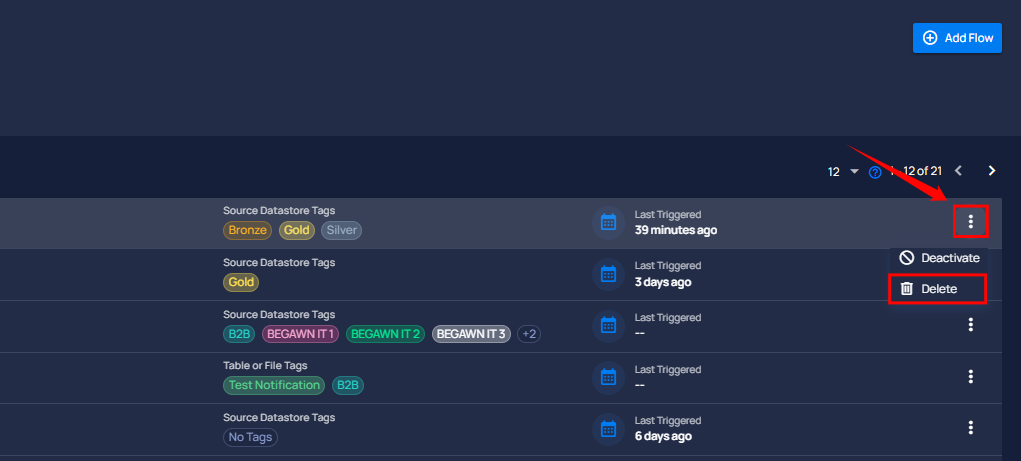 Add Flow
12 1 - 12 of 21
Source Datastore Tags Last Triggered
Bronze Gold Silver 39 minutes ago
Deactivate
Source Datastore Tags Last Triggered
Gold 3 days ago
Delete
Source Datastore Tags Last Triggered
B2B BEGAWN IT 1 BEGAWN IT 2 BEGAWN IT 3 +2 --
Table or File Tags Last Triggered
Test Notification B2B --
Source Datastore Tags Last Triggered
No Tags 6 days ago